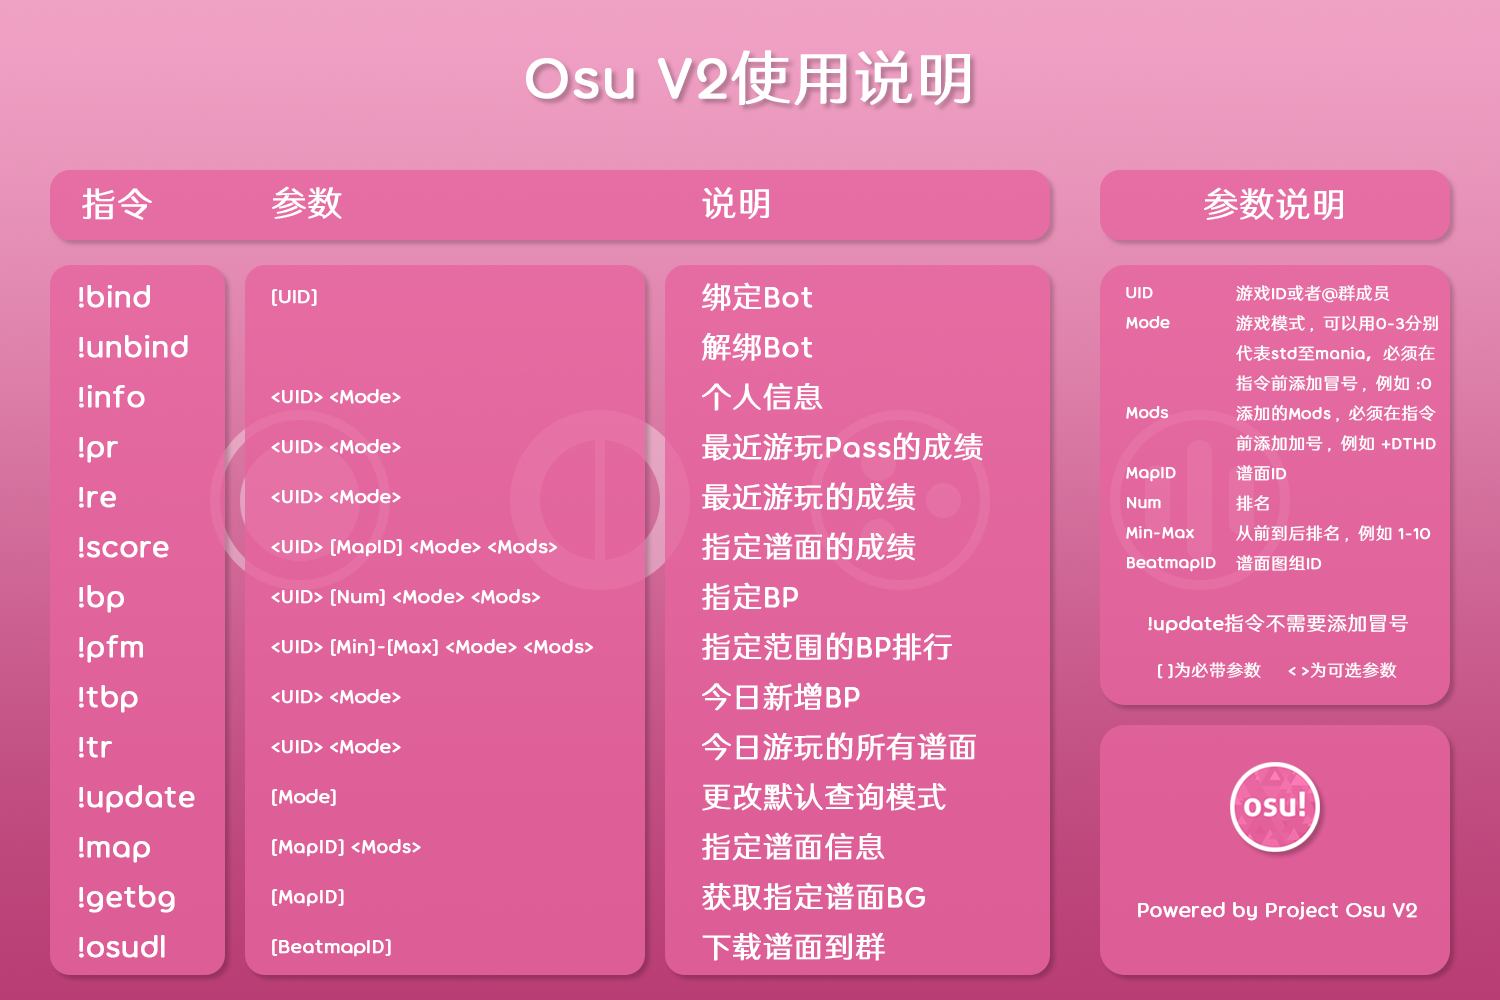 Osu V2使用说明
指令 参数 说明
!bind [UID] 绑定Bot
!unbind 解绑Bot
!info <UID> <Mode> 个人信息
!pr <UID> <Mode> 最近游玩Pass的成绩
!re <UID> <Mode> 最近游玩的成绩
!score <UID> [MapID] <Mode> <Mods> 指定谱面的成绩
!bp <UID> [Num] <Mode> <Mods> 指定BP
!pfm <UID> [Min]-[Max] <Mode> <Mods> 指定范围的BP排行
!tbp <UID> <Mode> 今日新增BP
!tr <UID> <Mode> 今日游玩的所有谱面
!update [Mode] 更改默认查询模式
!map [MapID] <Mods> 指定谱面信息
!getbg [MapID] 获取指定谱面BG
!osudl [BeatmapID] 下载谱面到群
参数说明
UID 游戏ID或者@群成员
Mode 游戏模式，可以用0-3分别
代表std至mania，必须在
指令前添加冒号，例如 :0
Mods 添加的Mods，必须在指令
前添加加号，例如 +DTHD
MapID 谱面ID
Num 排名
Min-Max 从前到后排名，例如 1-10
BeatmapID 谱面图组ID
!update指令不需要添加冒号
[ ]为必带参数 < >为可选参数
osu!
Powered by Project Osu V2